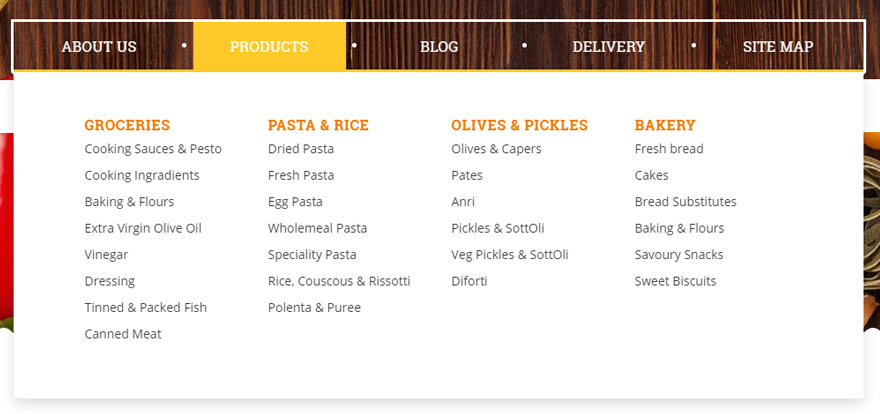 ABOUT US • PRODUCTS • BLOG • DELIVERY • SITE MAP
GROCERIES
Cooking Sauces & Pesto
Cooking Ingredients
Baking & Flours
Extra Virgin Olive Oil
Vinegar
Dressing
Tinned & Packed Fish
Canned Meat
PASTA & RICE
Dried Pasta
Fresh Pasta
Egg Pasta
Wholemeal Pasta
Speciality Pasta
Rice, Couscous & Rissotti
Polenta & Puree
OLIVES & PICKLES
Olives & Capers
Pates
Anri
Pickles & SottOli
Veg Pickles & SottOli
Diforti
BAKERY
Fresh bread
Cakes
Bread Substitutes
Baking & Flours
Savoury Snacks
Sweet Biscuits